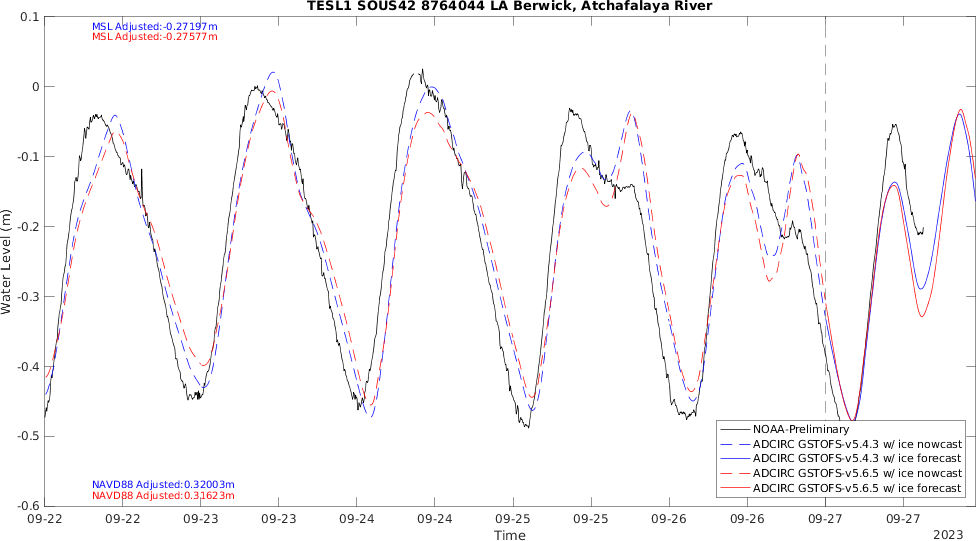 TESL1 SOUS42 8764044 LA Berwick, Atchafalaya River
MSL Adjusted:-0.27197m
MSL Adjusted:-0.27577m
0.1
0
-0.1
-0.2
-0.3
-0.4
-0.5
-0.6
Water Level (m)
NAVD88 Adjusted:0.32003m
NAVD88 Adjusted:0.31623m
NOAA-Preliminary
ADCIRC GSTOFS-v5.4.3 w/ ice nowcast
ADCIRC GSTOFS-v5.4.3 w/ ice forecast
ADCIRC GSTOFS-v5.6.5 w/ ice nowcast
ADCIRC GSTOFS-v5.6.5 w/ ice forecast
09-22 09-22 09-23 09-23 09-24 09-24 09-25 09-25 09-26 09-26 09-27 09-27
Time
2023